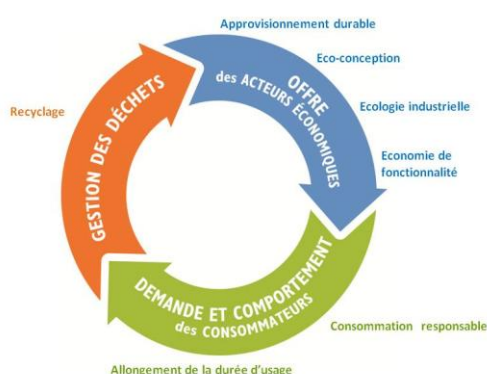 Approvisionnement durable
Eco-conception
Ecologie industrielle
Economie de
fonctionnalité
OFFRE
des ACTEURS ÉCONOMIQUES
Consommation responsable
DEMANDE ET COMPORTEMENT
des CONSOMMATEURS
Allongement de la durée d'usage
GESTION DES DÉCHETS
Recyclage